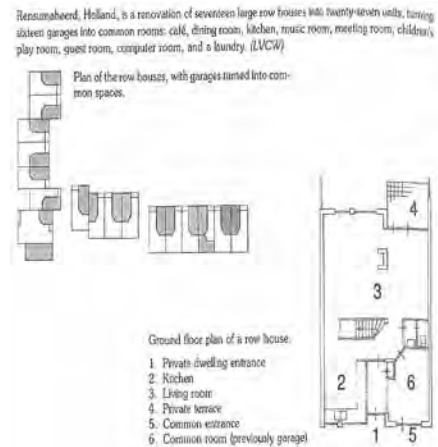 Rensumaheerd, Holland, is a renovation of seventeen large row houses into twenty-seven units, turning
sixteen garages into common rooms: café, dining room, kitchen, music room, meeting room, children's
play room, guest room, computer room, and a laundry. (LVCW)
Plan of the row houses, with garages turned into com-
mon spaces.
4
3
2
6
1
5
Ground floor plan of a row house.
1 Private dwelling entrance
2 Kitchen
3 Living room
4 Private terrace
5 Common entrance
6 Common room (previously garage)